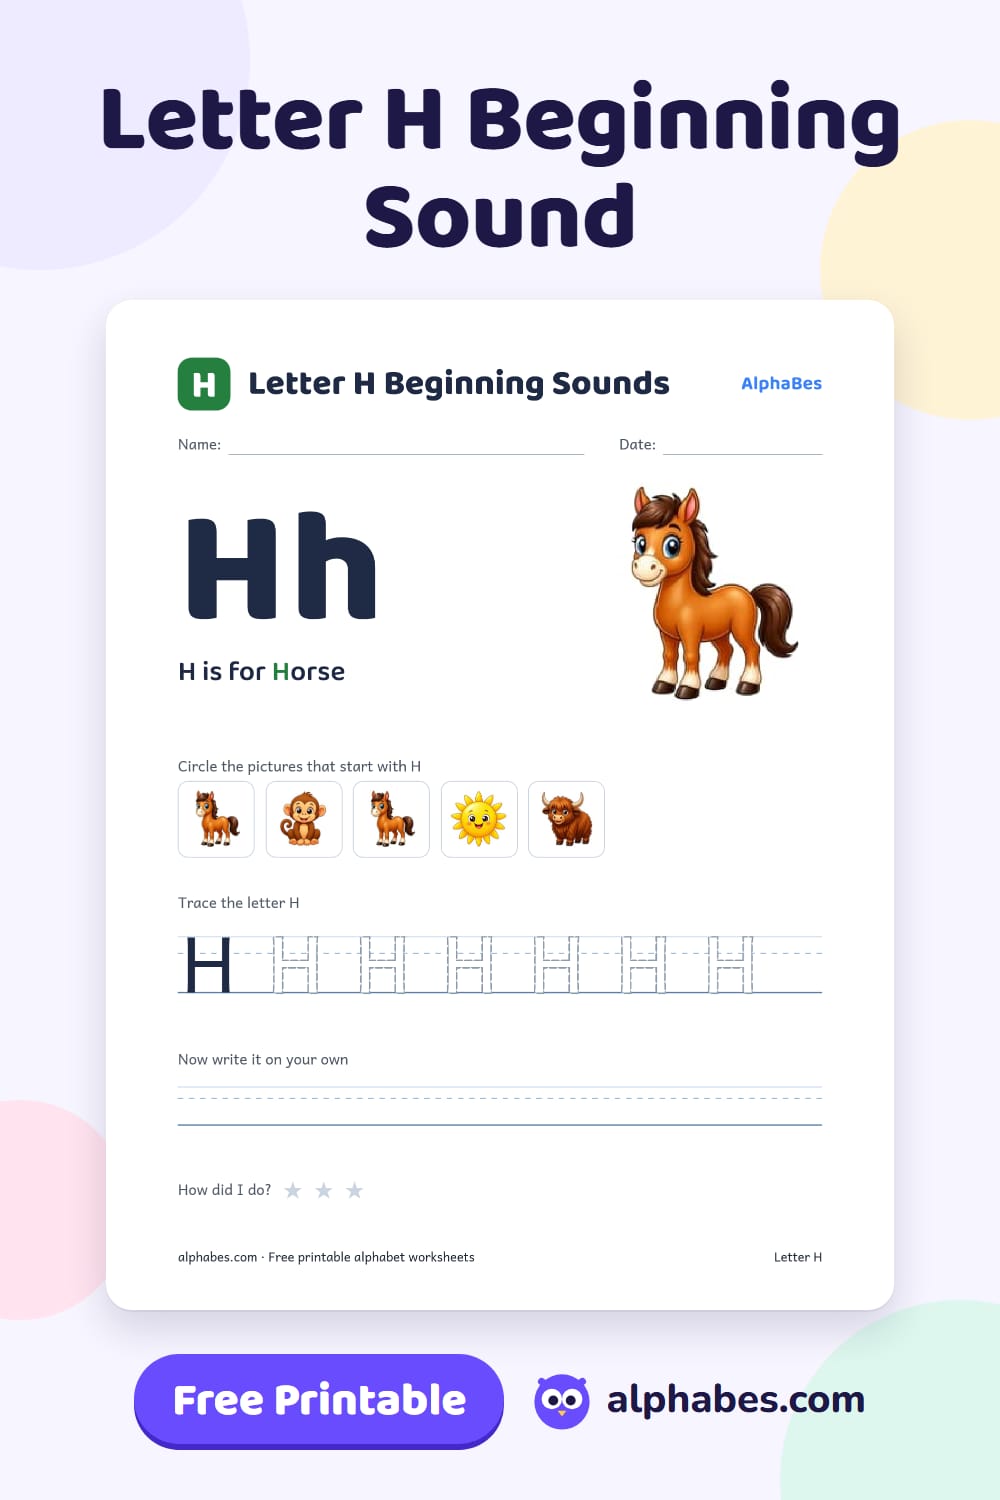 Letter H Beginning
Sound
H Letter H Beginning Sounds AlphaBes
Name: Date:
Hh
H is for Horse
Circle the pictures that start with H
Trace the letter H
H H H H H H H
Now write it on your own
How did I do?
alphabes.com · Free printable alphabet worksheets Letter H
Free Printable alphabes.com